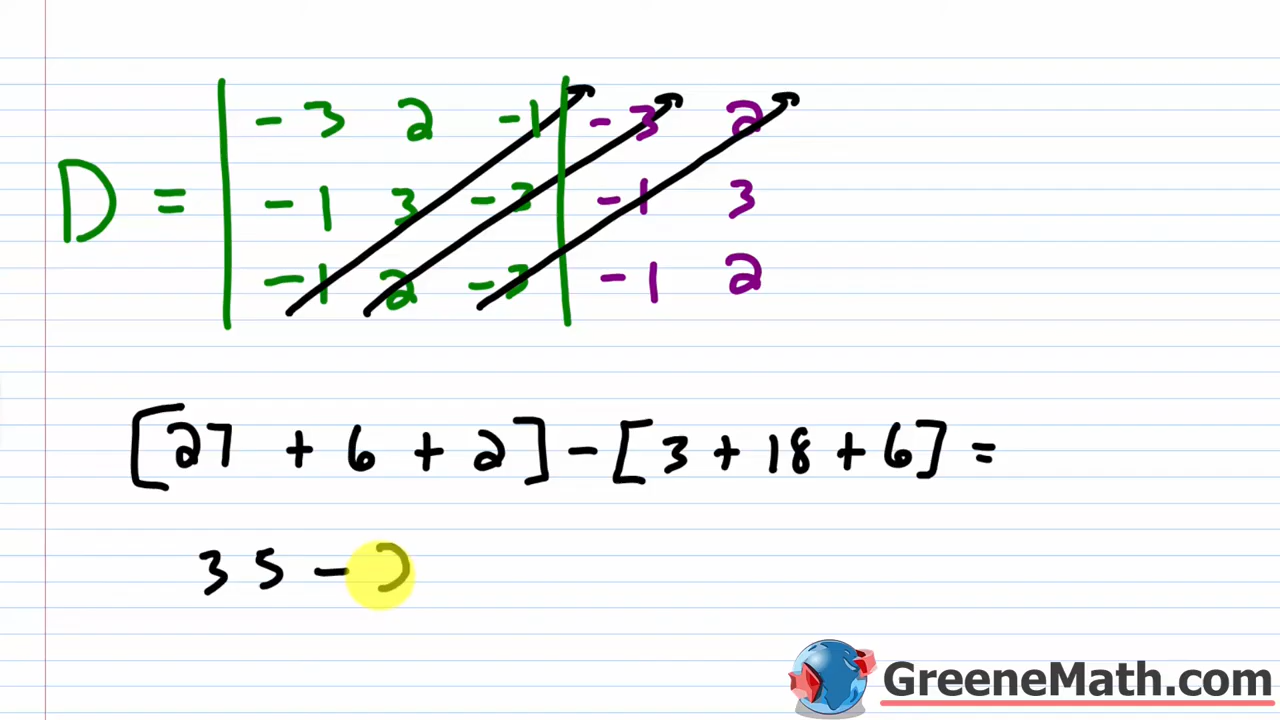 -3 2 -1 -3 2
D = -1 3 -3 -1 3
-1 2 -3 -1 2
[27 + 6 + 2] - [3 + 18 + 6] =
35 -
GreeneMath.com